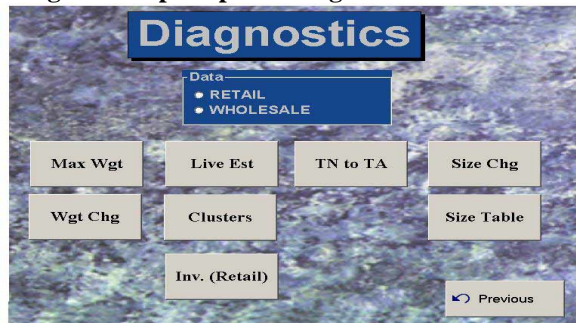 Diagnostics
Data
RETAIL
WHOLESALE
Max Wgt Live Est TN to TA Size Chg
Wgt Chg Clusters Size Table
Inv. (Retail)
Previous